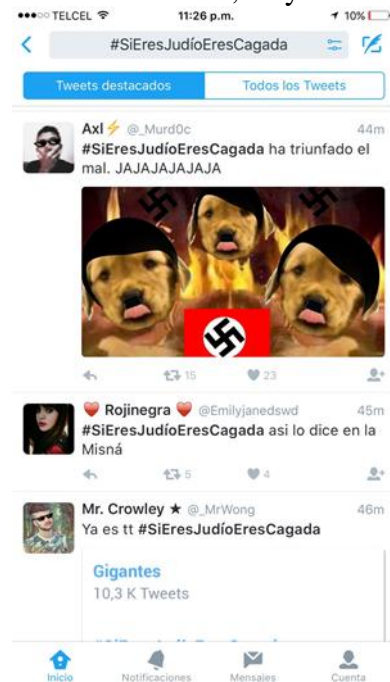 TELCEL 11:26 p.m. 10%
#SiEresJudíoEresCagada
Tweets destacados Todos los Tweets
Axl⚡ @_Murd0c 44m
#SiEresJudíoEresCagada ha triunfado el
mal. JAJAJAJAJAJA
15 23
Rojinegra @Emilyjanedswd 45m
#SiEresJudíoEresCagada asi lo dice en la
Misná
5 4
Mr. Crowley ★ @_MrWong 46m
Ya es tt #SiEresJudíoEresCagada
Gigantes
10,3 K Tweets
Inicio Notificaciones Mensajes Cuenta